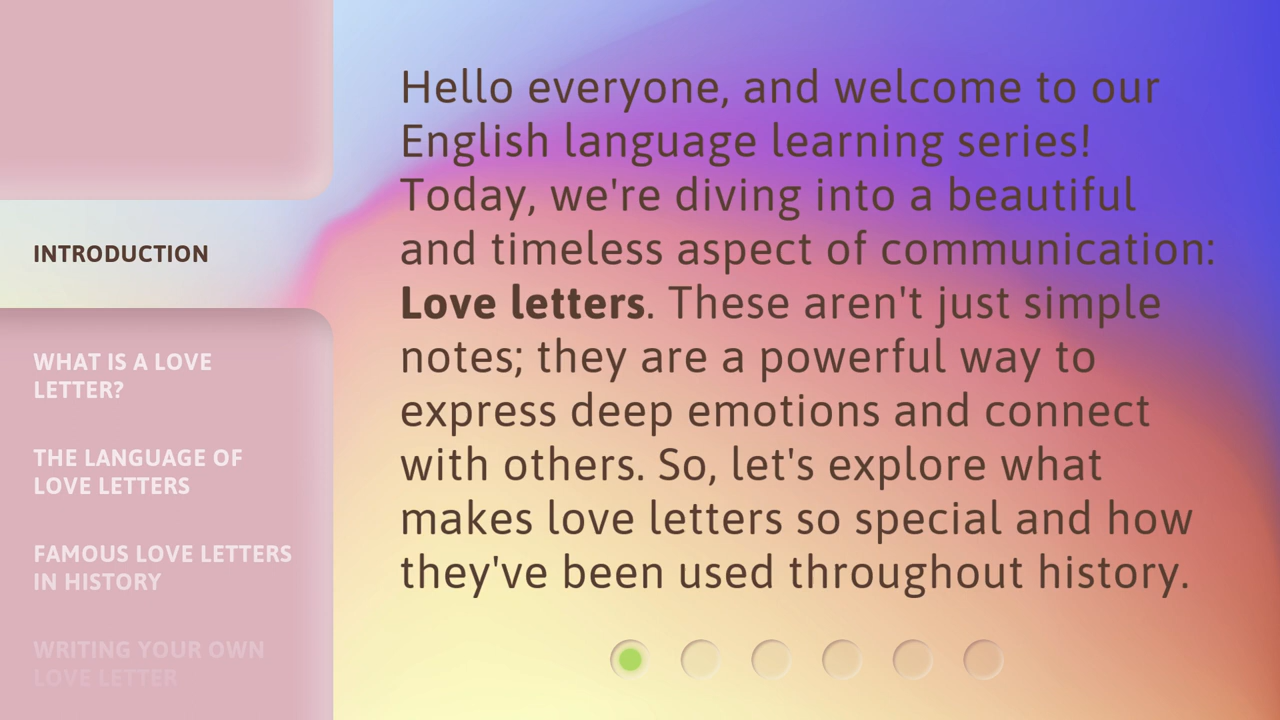 INTRODUCTION
WHAT IS A LOVE
LETTER?
THE LANGUAGE OF
LOVE LETTERS
FAMOUS LOVE LETTERS
IN HISTORY
WRITING YOUR OWN
LOVE LETTER
Hello everyone, and welcome to our
English language learning series!
Today, we're diving into a beautiful
and timeless aspect of communication:
Love letters. These aren't just simple
notes; they are a powerful way to
express deep emotions and connect
with others. So, let's explore what
makes love letters so special and how
they've been used throughout history.